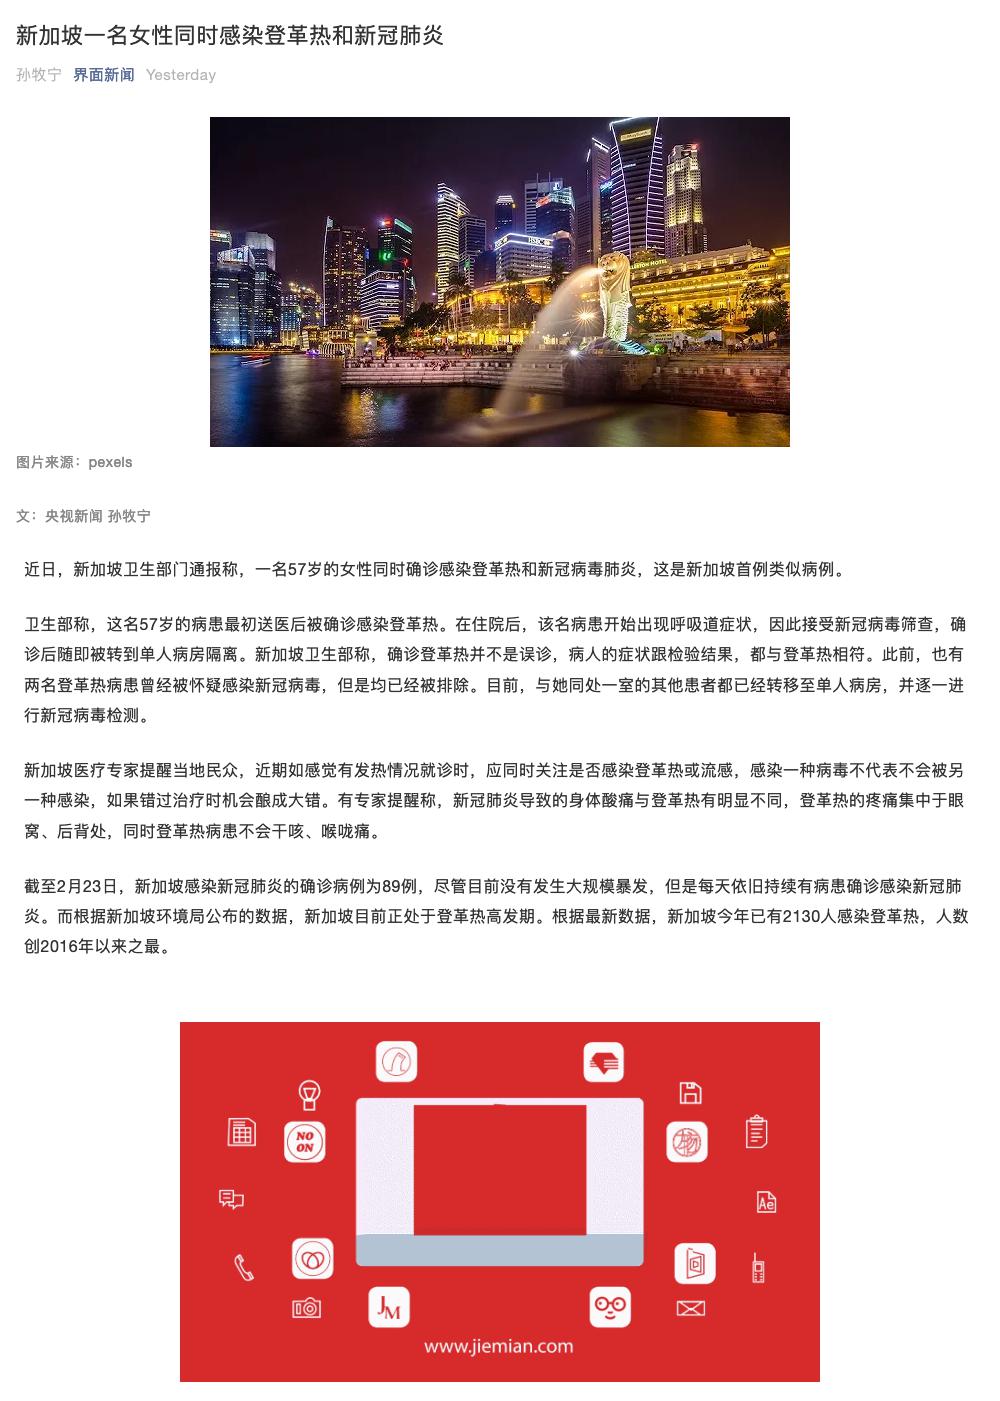 新加坡一名女性同时感染登革热和新冠肺炎
孙牧宁 界面新闻 Yesterday
HSBC
图片来源：pexels
文：央视新闻 孙牧宁
近日，新加坡卫生部门通报称，一名57岁的女性同时确诊感染登革热和新冠病毒肺炎，这是新加坡首例类似病例。
卫生部称，这名57岁的病患最初送医后被确诊感染登革热。在住院后，该名病患开始出现呼吸道症状，因此接受新冠病毒筛查，确
诊后随即被转到单人病房隔离。新加坡卫生部称，确诊登革热并不是误诊，病人的症状跟检验结果，都与登革热相符。此前，也有
两名登革热病患曾经被怀疑感染新冠病毒，但是均已经被排除。目前，与她同处一室的其他患者都已经转移至单人病房，并逐一进
行新冠病毒检测。
新加坡医疗专家提醒当地民众，近期如感觉有发热情况就诊时，应同时关注是否感染登革热或流感，感染一种病毒不代表不会被另
一种感染，如果错过治疗时机会酿成大错。有专家提醒称，新冠肺炎导致的身体酸痛与登革热有明显不同，登革热的疼痛集中于眼
窝、后背处，同时登革热病患不会干咳、喉咙痛。
截至2月23日，新加坡感染新冠肺炎的确诊病例为89例，尽管目前没有发生大规模暴发，但是每天依旧持续有病患确诊感染新冠肺
炎。而根据新加坡环境局公布的数据，新加坡目前正处于登革热高发期。根据最新数据，新加坡今年已有2130人感染登革热，人数
创2016年以来之最。
NO
ON
物
Ae
JM
www.jiemian.com